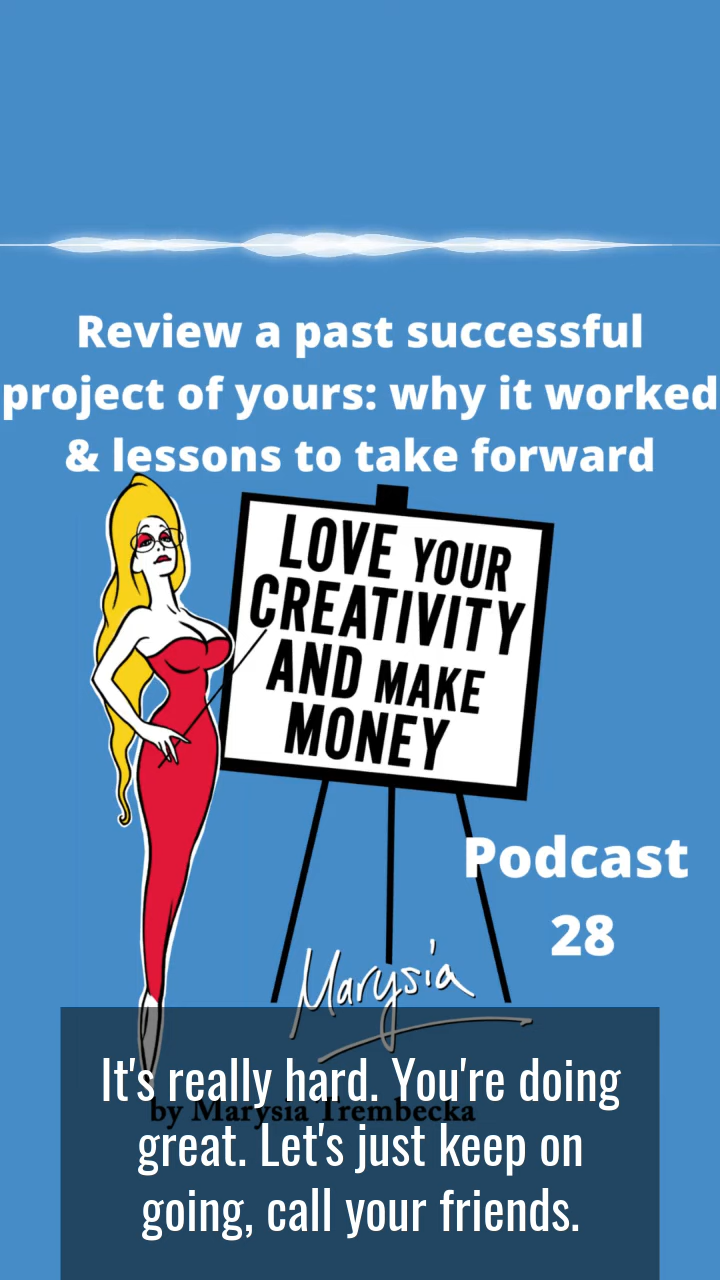 Review a past successful
project of yours: why it worked
& lessons to take forward
LOVE YOUR
CREATIVITY
AND MAKE
MONEY
Podcast
28
Marysia
by Marysia Trembecka
It's really hard. You're doing
great. Let's just keep on
going, call your friends.